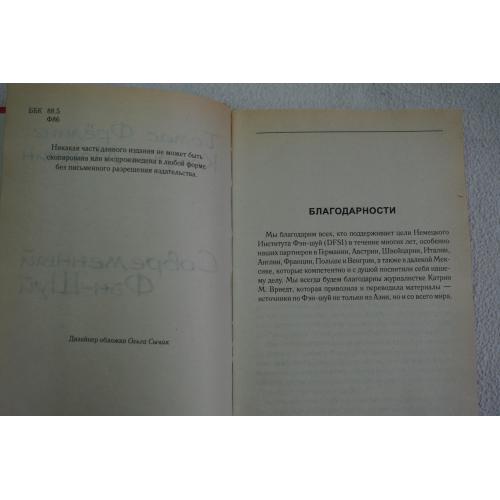 ББК 88.5
Ф86
Никакая часть данного издания не может быть
скопирована или воспроизведена в любой форме
без письменного разрешения издательства.
Дизайнер обложки Ольга Сычик
БЛАГОДАРНОСТИ
Мы благодарим всех, кто поддерживает цели Немецкого
Института Фэн-шуй (DFSI) в течение многих лет, особенно
наших партнеров в Германии, Австрии, Швейцарии, Италии,
Англии, Франции, Польше и Венгрии, а также в далекой Мек-
сике, которые компетентно и с душой посвятили себя наше-
му делу. Мы всегда будем благодарны журналистке Катрин
М. Вриедт, которая привозила и переводила материалы —
источники по Фэн-шуй не только из Азии, но и со всего мира.